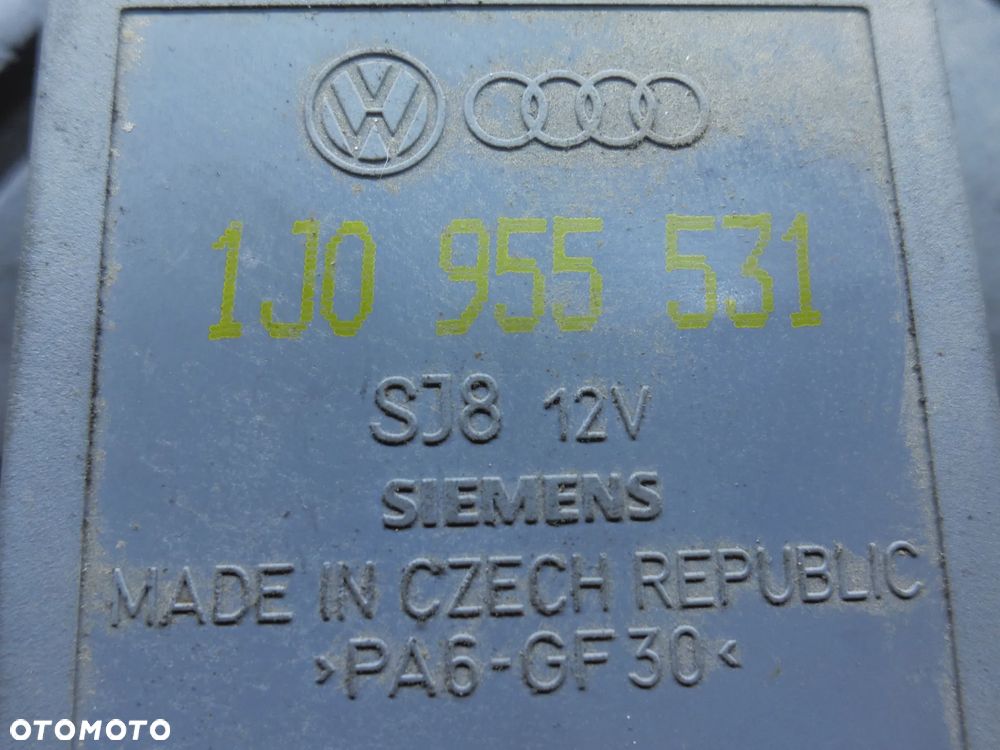 1J0 955 531
SJ8 12V
SIEMENS
MADE IN CZECH REPUBLIC
>PA6-GF30<
OTOMOTO